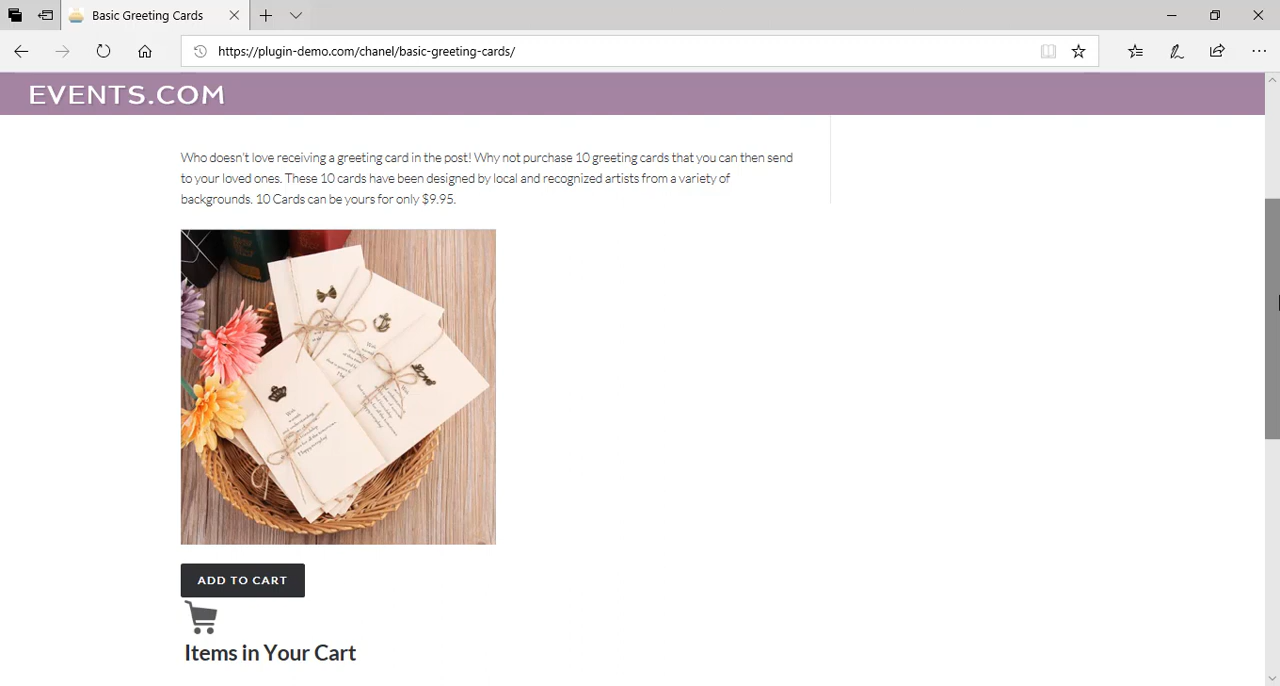 Basic Greeting Cards
https://plugin-demo.com/chanel/basic-greeting-cards/
EVENTS.COM
Who doesn't love receiving a greeting card in the post! Why not purchase 10 greeting cards that you can then send
to your loved ones. These 10 cards have been designed by local and recognized artists from a variety of
backgrounds. 10 Cards can be yours for only $9.95.
ADD TO CART
Items in Your Cart